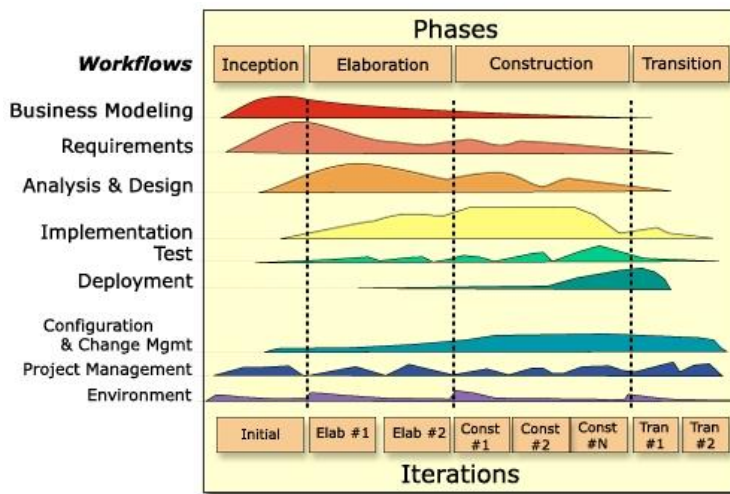 Phases
Workflows Inception Elaboration Construction Transition
Business Modeling
Requirements
Analysis & Design
Implementation
Test
Deployment
Configuration
& Change Mgmt
Project Management
Environment
Initial Elab #1 Elab #2 Const #1 Const #2 Const #N Tran #1 Tran #2
Iterations